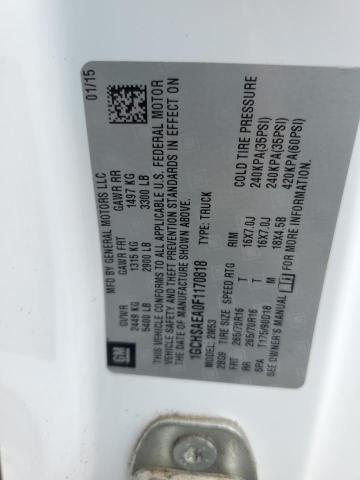 MFD BY GENERAL MOTORS LLC
01/15
GVWR GAWR FRT GAWR RR
2449 KG 1315 KG 1497 KG
5400 LB 2900 LB 3300 LB
THIS VEHICLE CONFORMS TO ALL APPLICABLE U.S. FEDERAL MOTOR
VEHICLE SAFETY AND THEFT PREVENTION STANDARDS IN EFFECT ON
THE DATE OF MANUFACTURE SHOWN ABOVE.
1GCHSAEA0F1170818 TYPE: TRUCK
2M53
2B69 TIRE SIZE SPEED RTG RIM COLD TIRE PRESSURE
FRT 265/70R16 T 16X7.0J 240KPA(35PSI)
RR 265/70R16 T 16X7.0J 240KPA(35PSI)
SPA T175/90D18 M 18X4.5B 420KPA(60PSI)
SEE OWNER'S MANUAL FOR MORE INFORMATION.
GM